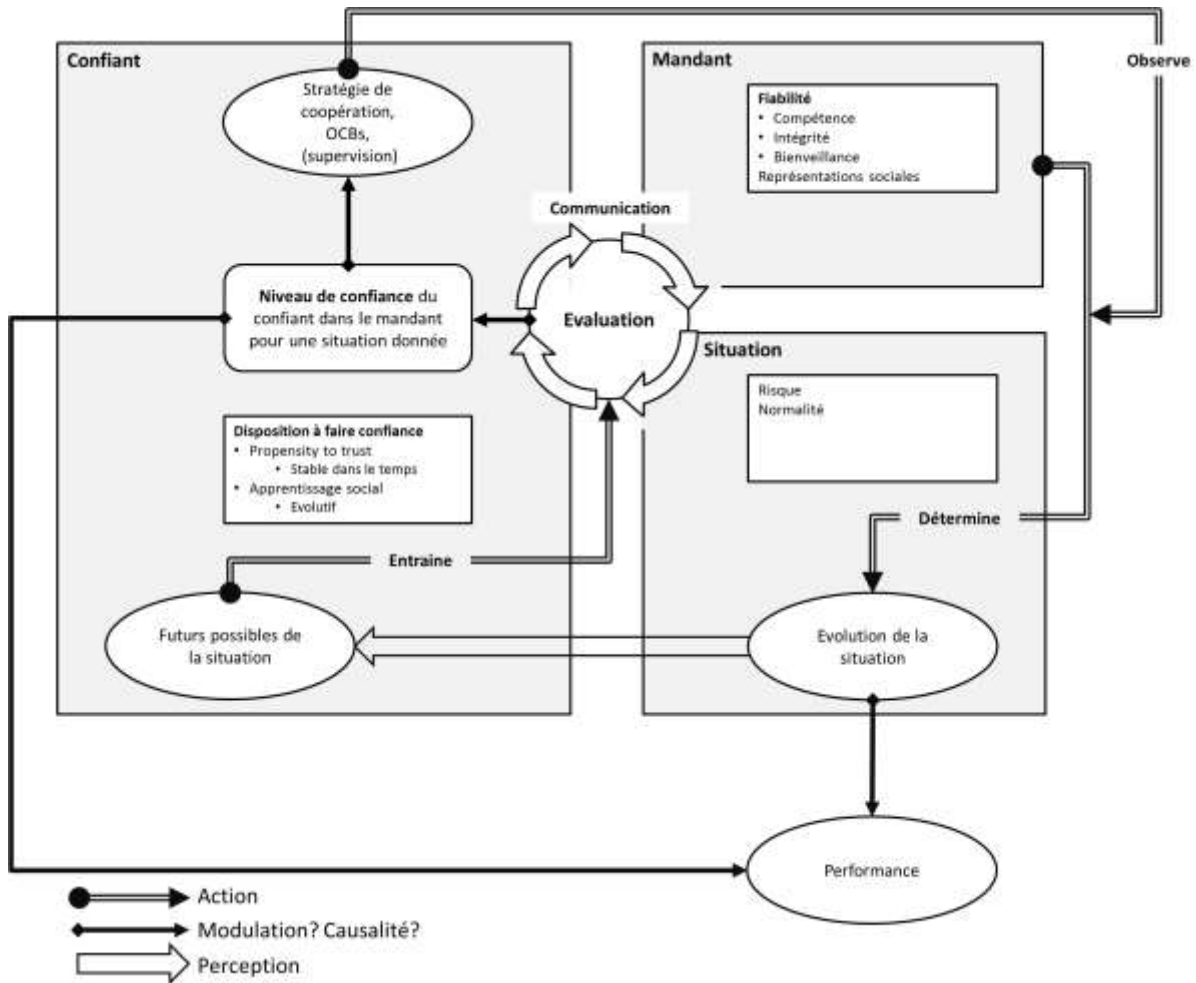 Confiant
Stratégie de
coopération,
OCBs,
(supervision)
Mandant
Observe
Fiabilité
• Compétence
• Intégrité
• Bienveillance
Représentations sociales
Communication
Niveau de confiance du
confiant dans le mandant
pour une situation donnée
Evaluation
Situation
Risque
Normalité
Disposition à faire confiance
• Propensity to trust
• Stable dans le temps
• Apprentissage social
• Evolutif
Détermine
Entraine
Futurs possibles de
la situation
Evolution de la
situation
Performance
Action
Modulation? Causalité?
Perception